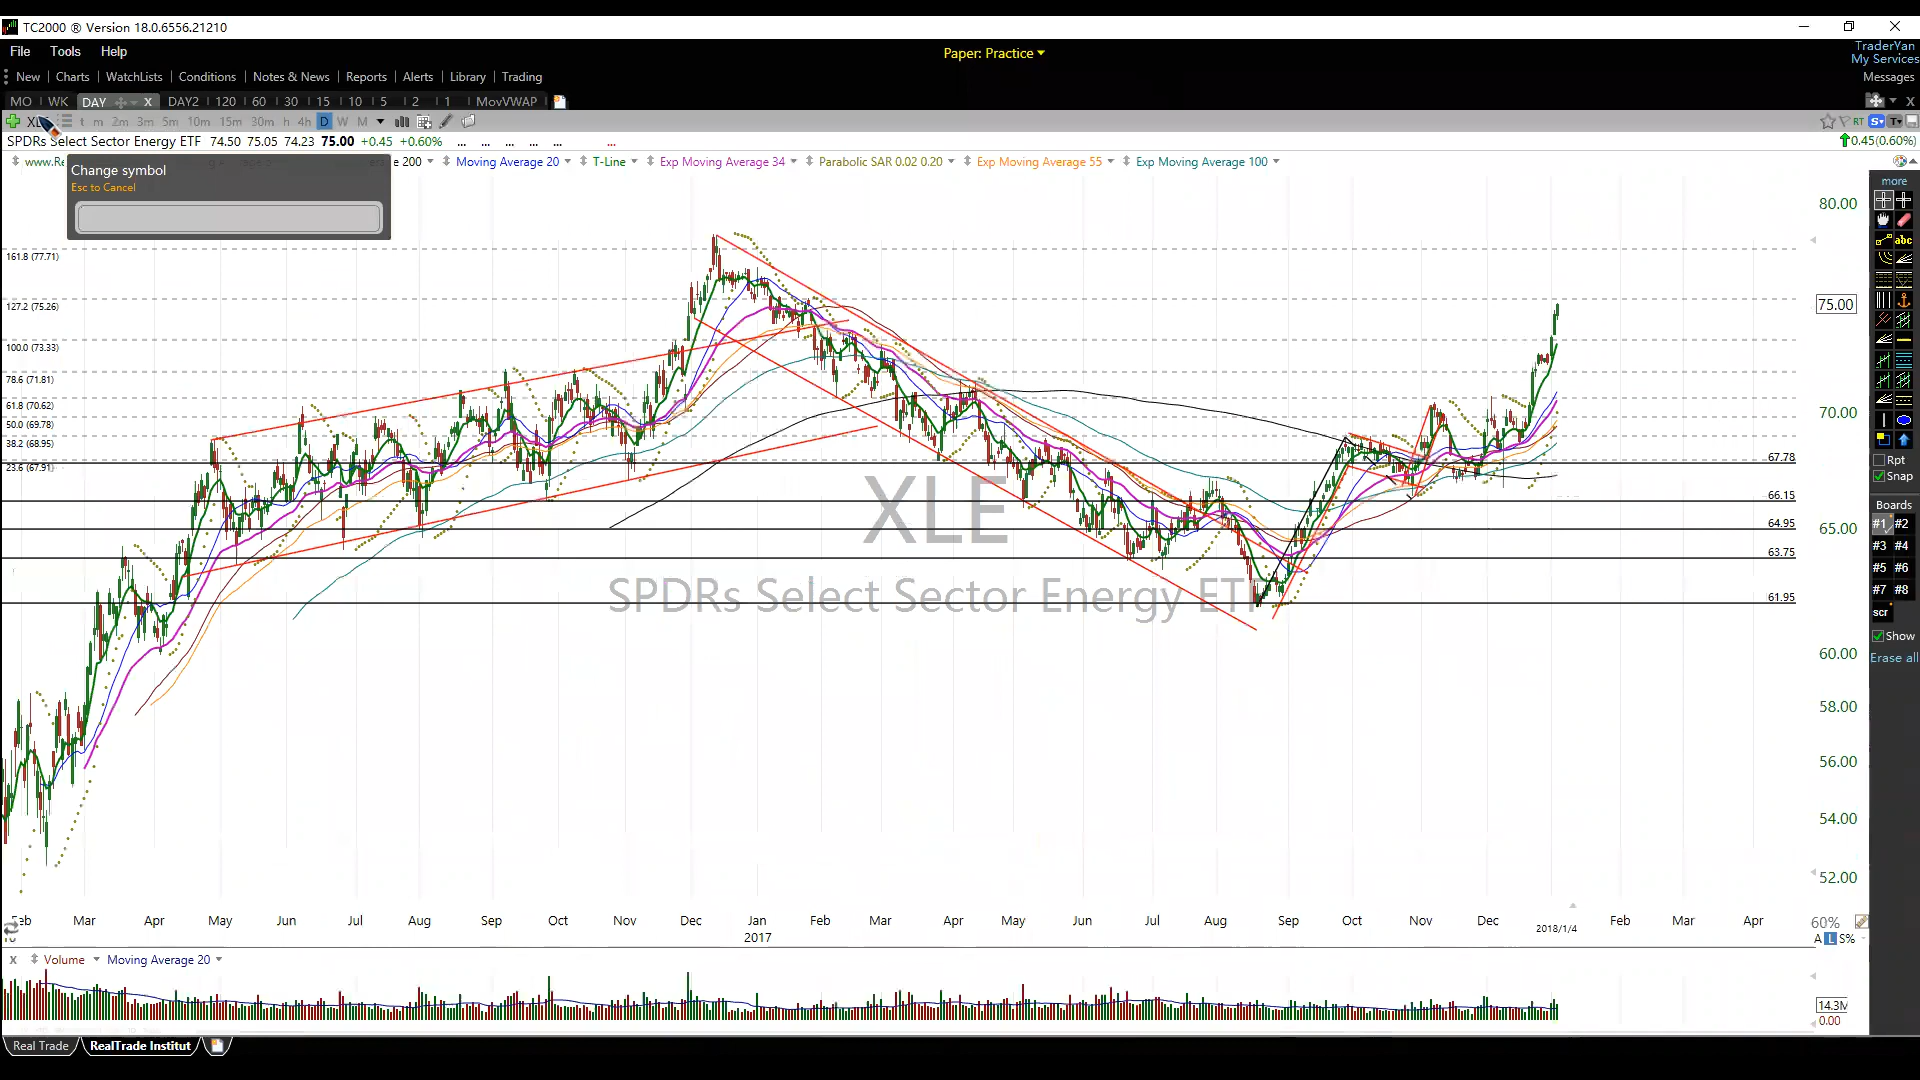 TC2000 ® Version 18.0.6556.21210
File Tools Help
Paper: Practice
TraderYan
My Services
New Charts WatchLists Conditions Notes & News Reports Alerts Library Trading
Messages
MO WK DAY X DAY2 120 60 30 15 10 5 2 1 MovVWAP
t m 2m 3m 5m 10m 15m 30m h 4h D W M
RT S T
SPDRs Select Sector Energy ETF 74.50 75.05 74.23 75.00 +0.45 +0.60% ... ... ... ... ... ...
0.45(0.60%)
e 200 Moving Average 20 T-Line Exp Moving Average 34 Parabolic SAR 0.02 0.20 Exp Moving Average 55 Exp Moving Average 100
Change symbol
Esc to Cancel
more
abc
80.00
161.8 (77.71)
127.2 (75.26)
75.00
100.0 (73.33)
78.6 (71.81)
61.8 (70.62)
70.00
50.0 (69.78)
38.2 (68.95)
23.6 (67.91)
67.78
Rpt
Snap
66.15
XLE
Boards
64.95
65.00
#1 #2
#3 #4
63.75
#5 #6
#7 #8
SPDRs Select Sector Energy ETF
61.95
scr
Show
60.00
Erase all
58.00
56.00
54.00
52.00
Mar Apr May Jun Jul Aug Sep Oct Nov Dec Jan Feb Mar Apr May Jun Jul Aug Sep Oct Nov Dec Feb Mar Apr
60%
2017
2018/1/4
A L S%
X Volume Moving Average 20
14.3M
0.00
Real Trade RealTrade Institut